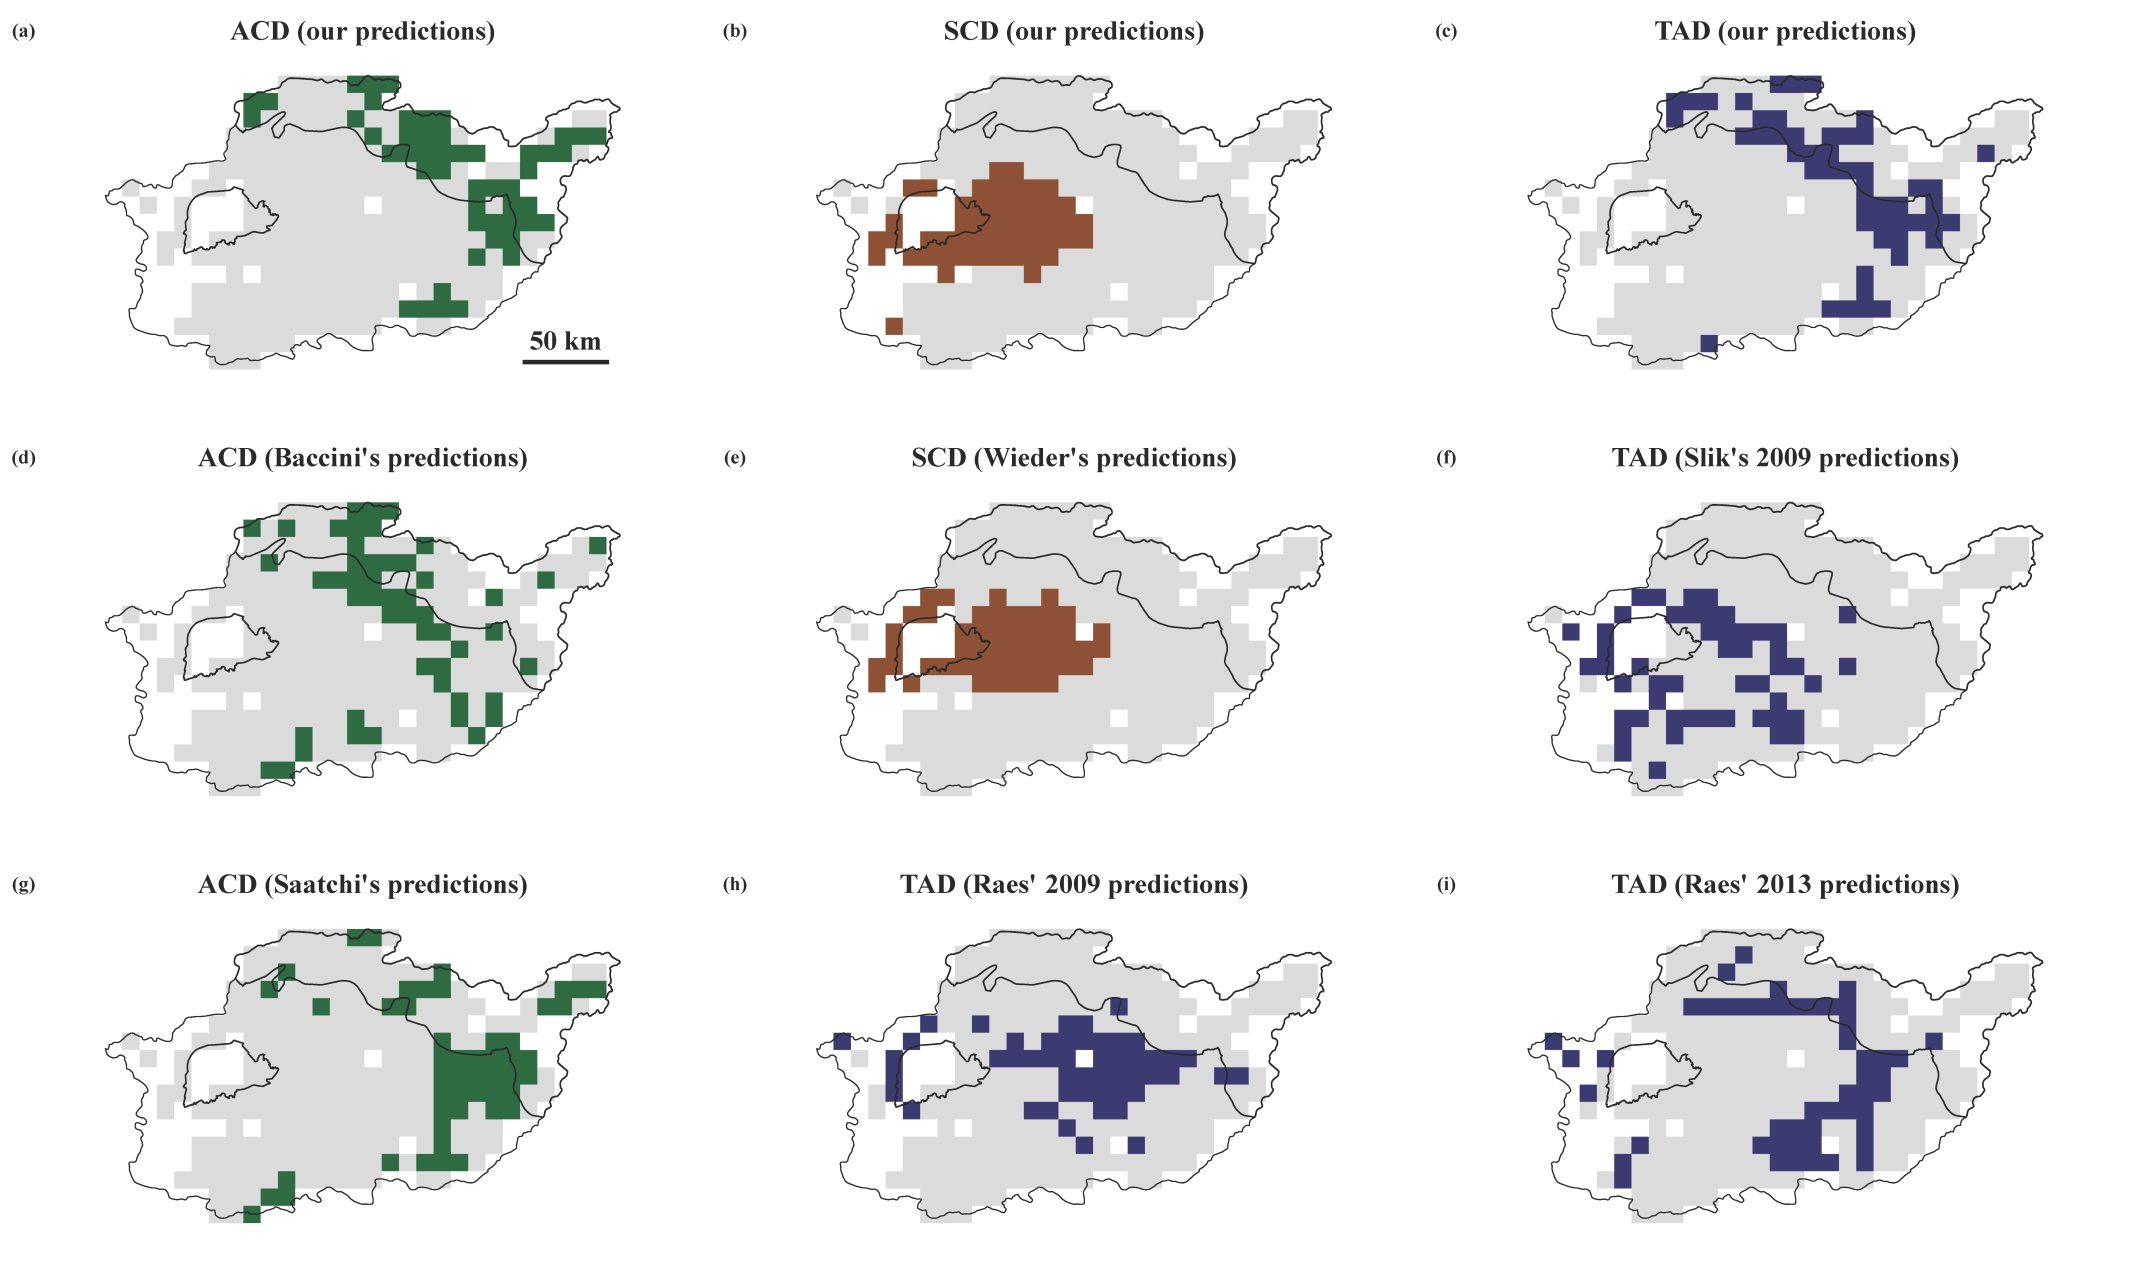 (a) ACD (our predictions)
(b) SCD (our predictions)
(c) TAD (our predictions)
50 km
(d) ACD (Baccini's predictions)
(e) SCD (Wieder's predictions)
(f) TAD (Slik's 2009 predictions)
(g) ACD (Saatchi's predictions)
(h) TAD (Raes' 2009 predictions)
(i) TAD (Raes' 2013 predictions)